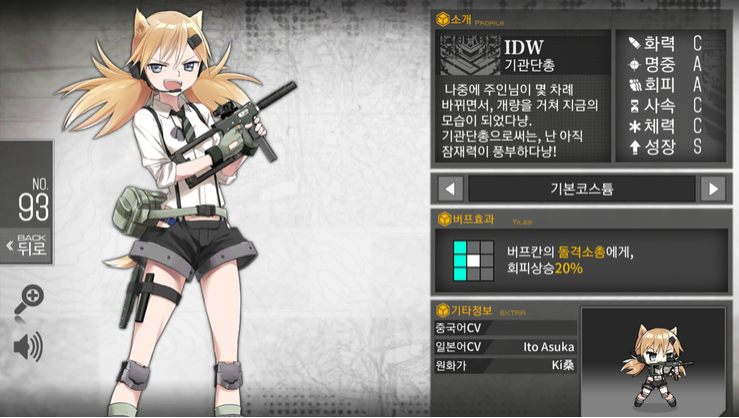 소개 PROFILE
IDW
기관단총
나중에 주인님이 몇 차례
바뀌면서, 개량을 거쳐 지금의
모습이 되었다냥.
기관단총으로써는, 난 아직
잠재력이 풍부하다냥!
화력 C
명중 A
회피 A
사속 C
체력 C
성장 S
NO.
93
BACK
뒤로
기본코스튬
버프효과 TILES
버프칸의 돌격소총에게,
회피상승20%
기타정보 EXTRA
중국어CV
일본어CV Ito Asuka
원화가 Ki桑